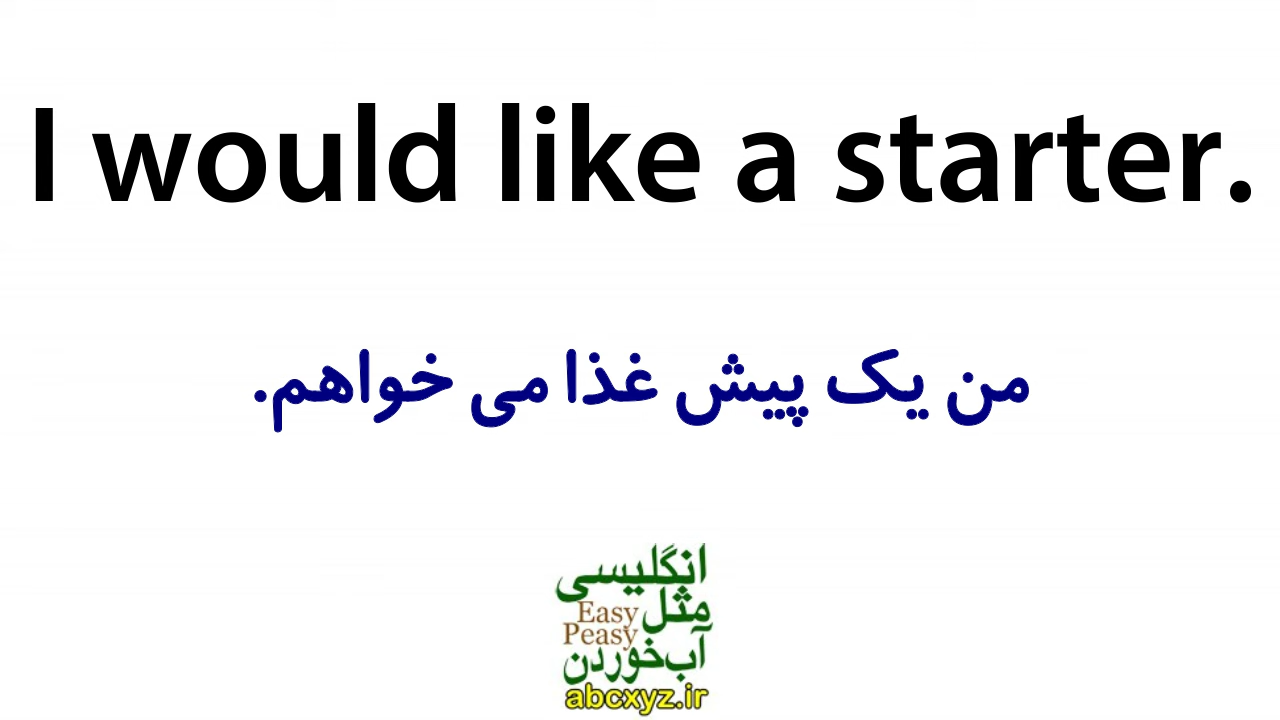 I would like a starter.
من یک پیش غذا می خواهم.
انگلیسی
مثل
Easy
Peasy
آب خوردن
abcxyz.ir